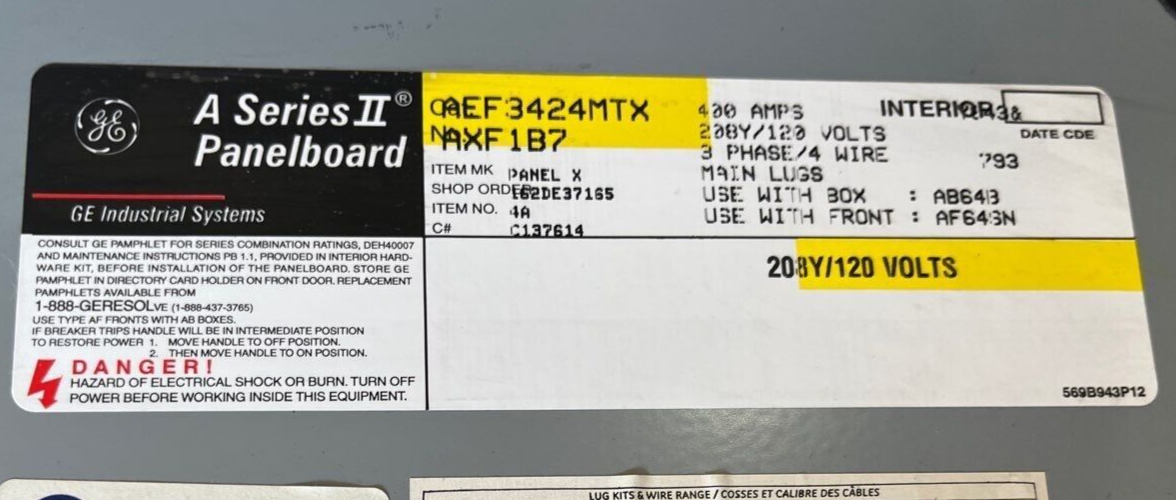 GE
A Series II®
Panelboard
GE Industrial Systems
AEF3424MTX
AXF1B7
ITEM MK PANEL X
SHOP ORDER 162DE37165
ITEM NO. 4A
C# C137614
400 AMPS
208Y/120 VOLTS
3 PHASE/4 WIRE
MAIN LUGS
USE WITH BOX : AB64B
USE WITH FRONT : AF64SN
INTERIOR
DATE CDE
793
208Y/120 VOLTS
CONSULT GE PAMPHLET FOR SERIES COMBINATION RATINGS, DEH40007
AND MAINTENANCE INSTRUCTIONS PB 1.1, PROVIDED IN INTERIOR HARD-
WARE KIT, BEFORE INSTALLATION OF THE PANELBOARD. STORE GE
PAMPHLET IN DIRECTORY CARD HOLDER ON FRONT DOOR. REPLACEMENT
PAMPHLETS AVAILABLE FROM
1-888-GERESOLVE (1-888-437-3765)
USE TYPE AF FRONTS WITH AB BOXES.
IF BREAKER TRIPS HANDLE WILL BE IN INTERMEDIATE POSITION
TO RESTORE POWER 1. MOVE HANDLE TO OFF POSITION.
2. THEN MOVE HANDLE TO ON POSITION.
DANGER!
HAZARD OF ELECTRICAL SHOCK OR BURN. TURN OFF
POWER BEFORE WORKING INSIDE THIS EQUIPMENT.
569B943P12
LUG KITS & WIRE RANGE / COSSES ET CALIBRE DES CÂBLES